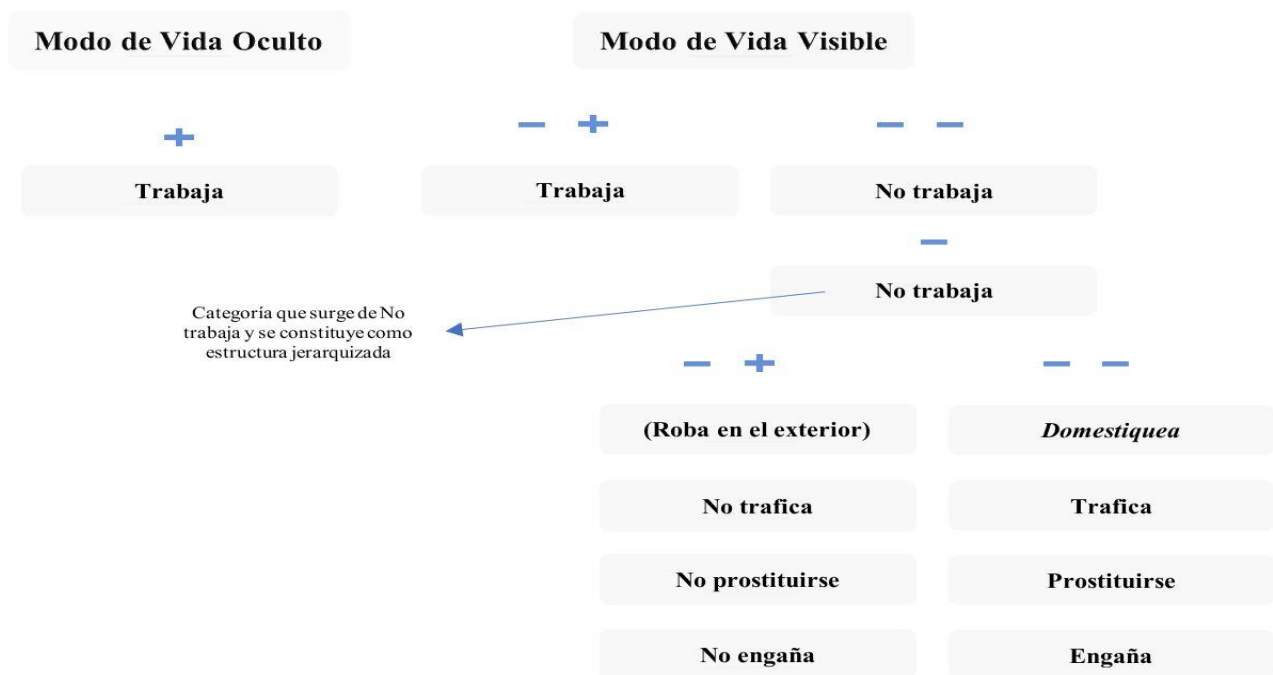 Modo de Vida Oculto
Modo de Vida Visible
+
− +
− −
Trabaja
Trabaja
No trabaja
−
No trabaja
Categoría que surge de No
trabaja y se constituye como
estructura jerarquizada
− +
− −
(Roba en el exterior)
Domestiquea
No trafica
Trafica
No prostituirse
Prostituirse
No engaña
Engaña